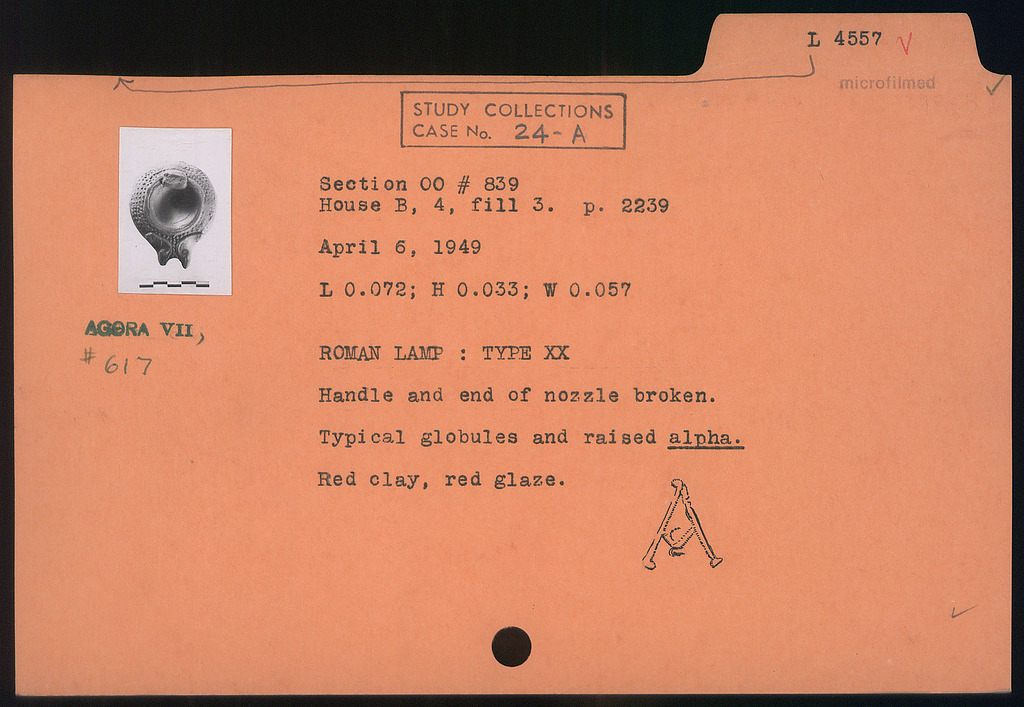 L 4557
microfilmed
STUDY COLLECTIONS
CASE No. 24-A
Section OO # 839
House B, 4, fill 3. p. 2239
April 6, 1949
L 0.072; H 0.033; W 0.057
AGORA VII,
# 617
ROMAN LAMP : TYPE XX
Handle and end of nozzle broken.
Typical globules and raised alpha.
Red clay, red glaze.
A